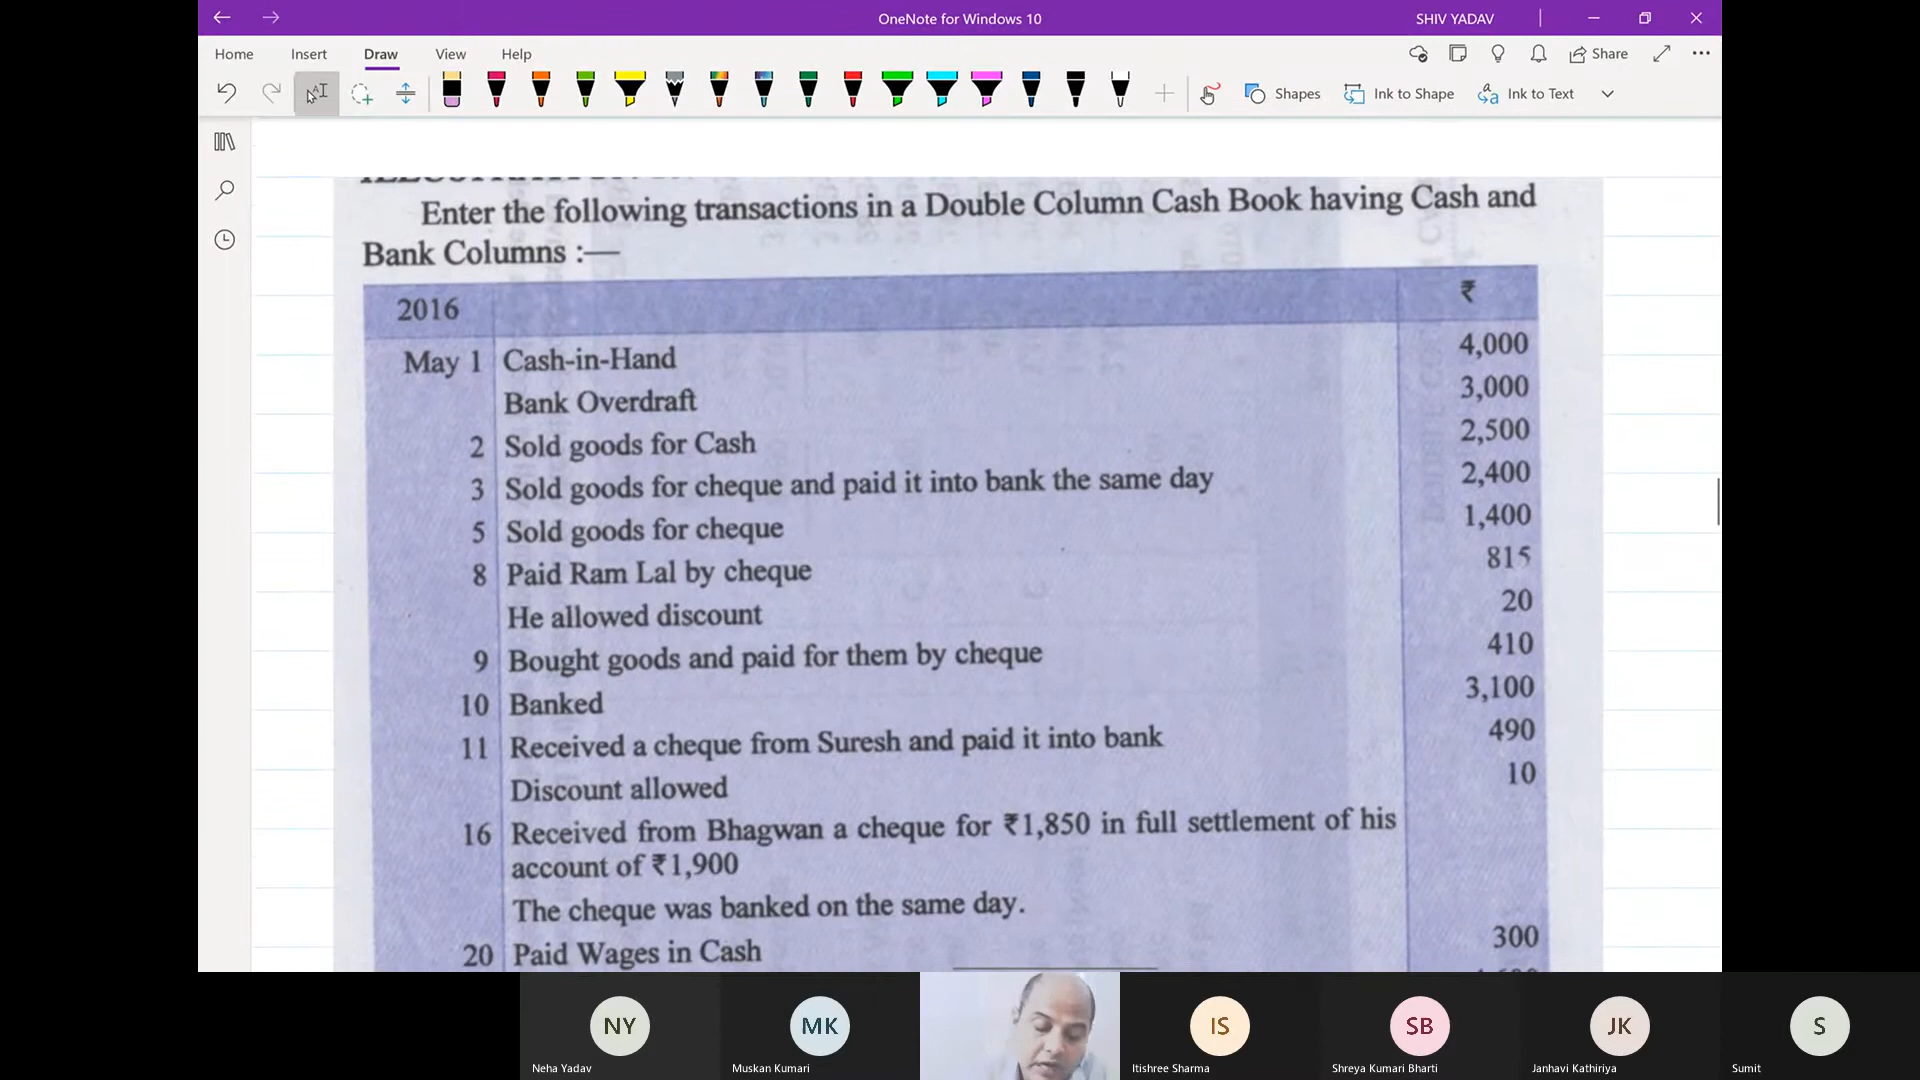 OneNote for Windows 10
SHIV YADAV
Home Insert Draw View Help
Share
Shapes Ink to Shape Ink to Text
Enter the following transactions in a Double Column Cash Book having Cash and
Bank Columns :—
2016 ₹
May 1 Cash-in-Hand 4,000
Bank Overdraft 3,000
2 Sold goods for Cash 2,500
3 Sold goods for cheque and paid it into bank the same day 2,400
5 Sold goods for cheque 1,400
8 Paid Ram Lal by cheque 815
He allowed discount 20
9 Bought goods and paid for them by cheque 410
10 Banked 3,100
11 Received a cheque from Suresh and paid it into bank 490
Discount allowed 10
16 Received from Bhagwan a cheque for ₹1,850 in full settlement of his
account of ₹1,900
The cheque was banked on the same day.
20 Paid Wages in Cash 300
NY MK IS SB JK S
Neha Yadav Muskan Kumari Itishree Sharma Shreya Kumari Bharti Janhavi Kathiriya Sumit